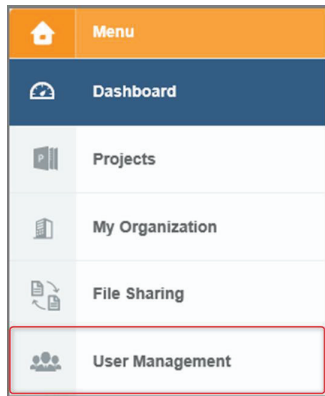 Menu
Dashboard
Projects
My Organization
File Sharing
User Management